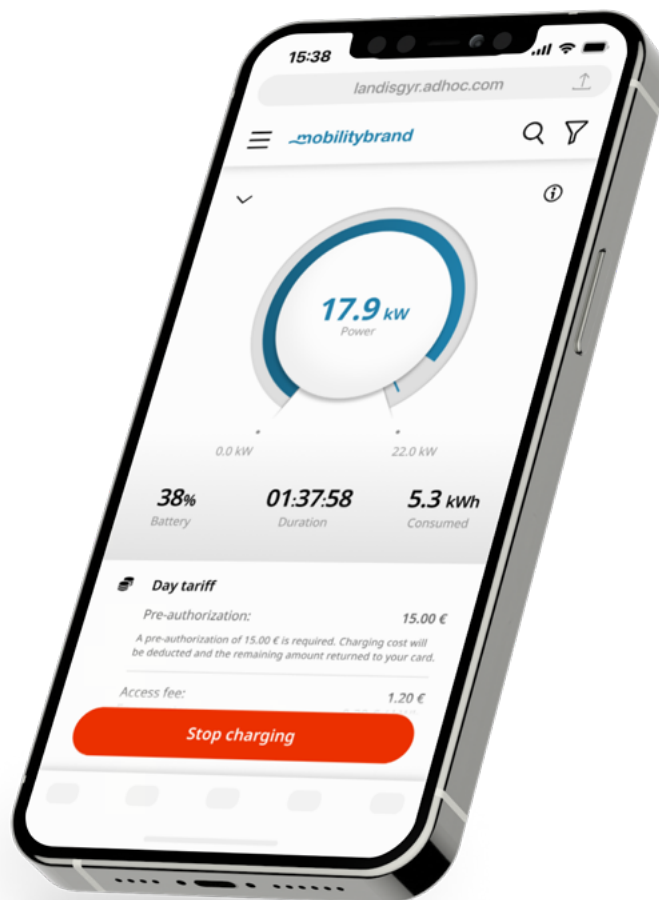 15:38
landisgyr.adhoc.com
mobilitybrand
17.9 kW
Power
0.0 kW
22.0 kW
38%
01:37:58
5.3 kWh
Battery
Duration
Consumed
Day tariff
Pre-authorization:
15.00 €
A pre-authorization of 15.00 € is required. Charging cost will
be deducted and the remaining amount returned to your card.
Access fee:
1.20 €
Stop charging